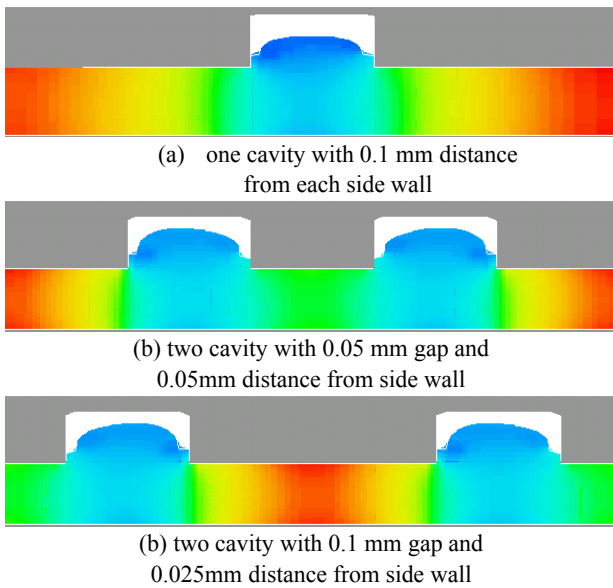 (a) one cavity with 0.1 mm distance
from each side wall
(b) two cavity with 0.05 mm gap and
0.05mm distance from side wall
(b) two cavity with 0.1 mm gap and
0.025mm distance from side wall